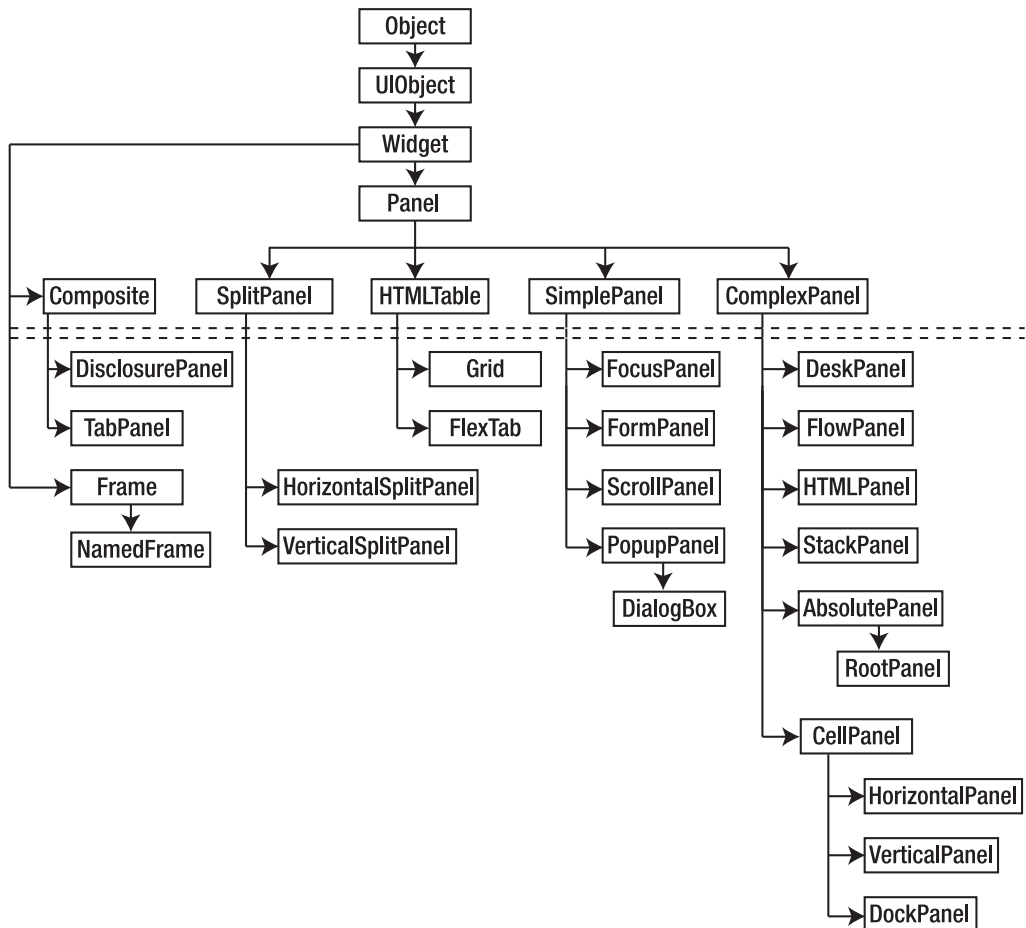 Object
UIObject
Widget
Panel
Composite
SplitPanel
HTMLTable
SimplePanel
ComplexPanel
DisclosurePanel
TabPanel
Frame
NamedFrame
HorizontalSplitPanel
VerticalSplitPanel
Grid
FlexTab
FocusPanel
FormPanel
ScrollPanel
PopupPanel
DialogBox
DeskPanel
FlowPanel
HTMLPanel
StackPanel
AbsolutePanel
RootPanel
CellPanel
HorizontalPanel
VerticalPanel
DockPanel